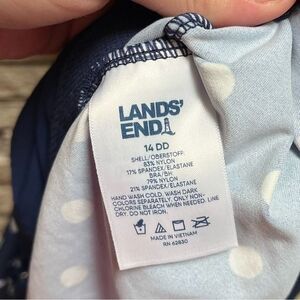 LANDS'
END
14 DD
SHELL/OBERSTOFF:
83% NYLON
17% SPANDEX/ELASTANE
BRA/BH:
79% NYLON
21% SPANDEX/ELASTANE
HAND WASH COLD. WASH DARK
COLORS SEPARATELY. ONLY NON-
CHLORINE BLEACH WHEN NEEDED. LINE
DRY. DO NOT IRON.
MADE IN VIETNAM
RN 62830